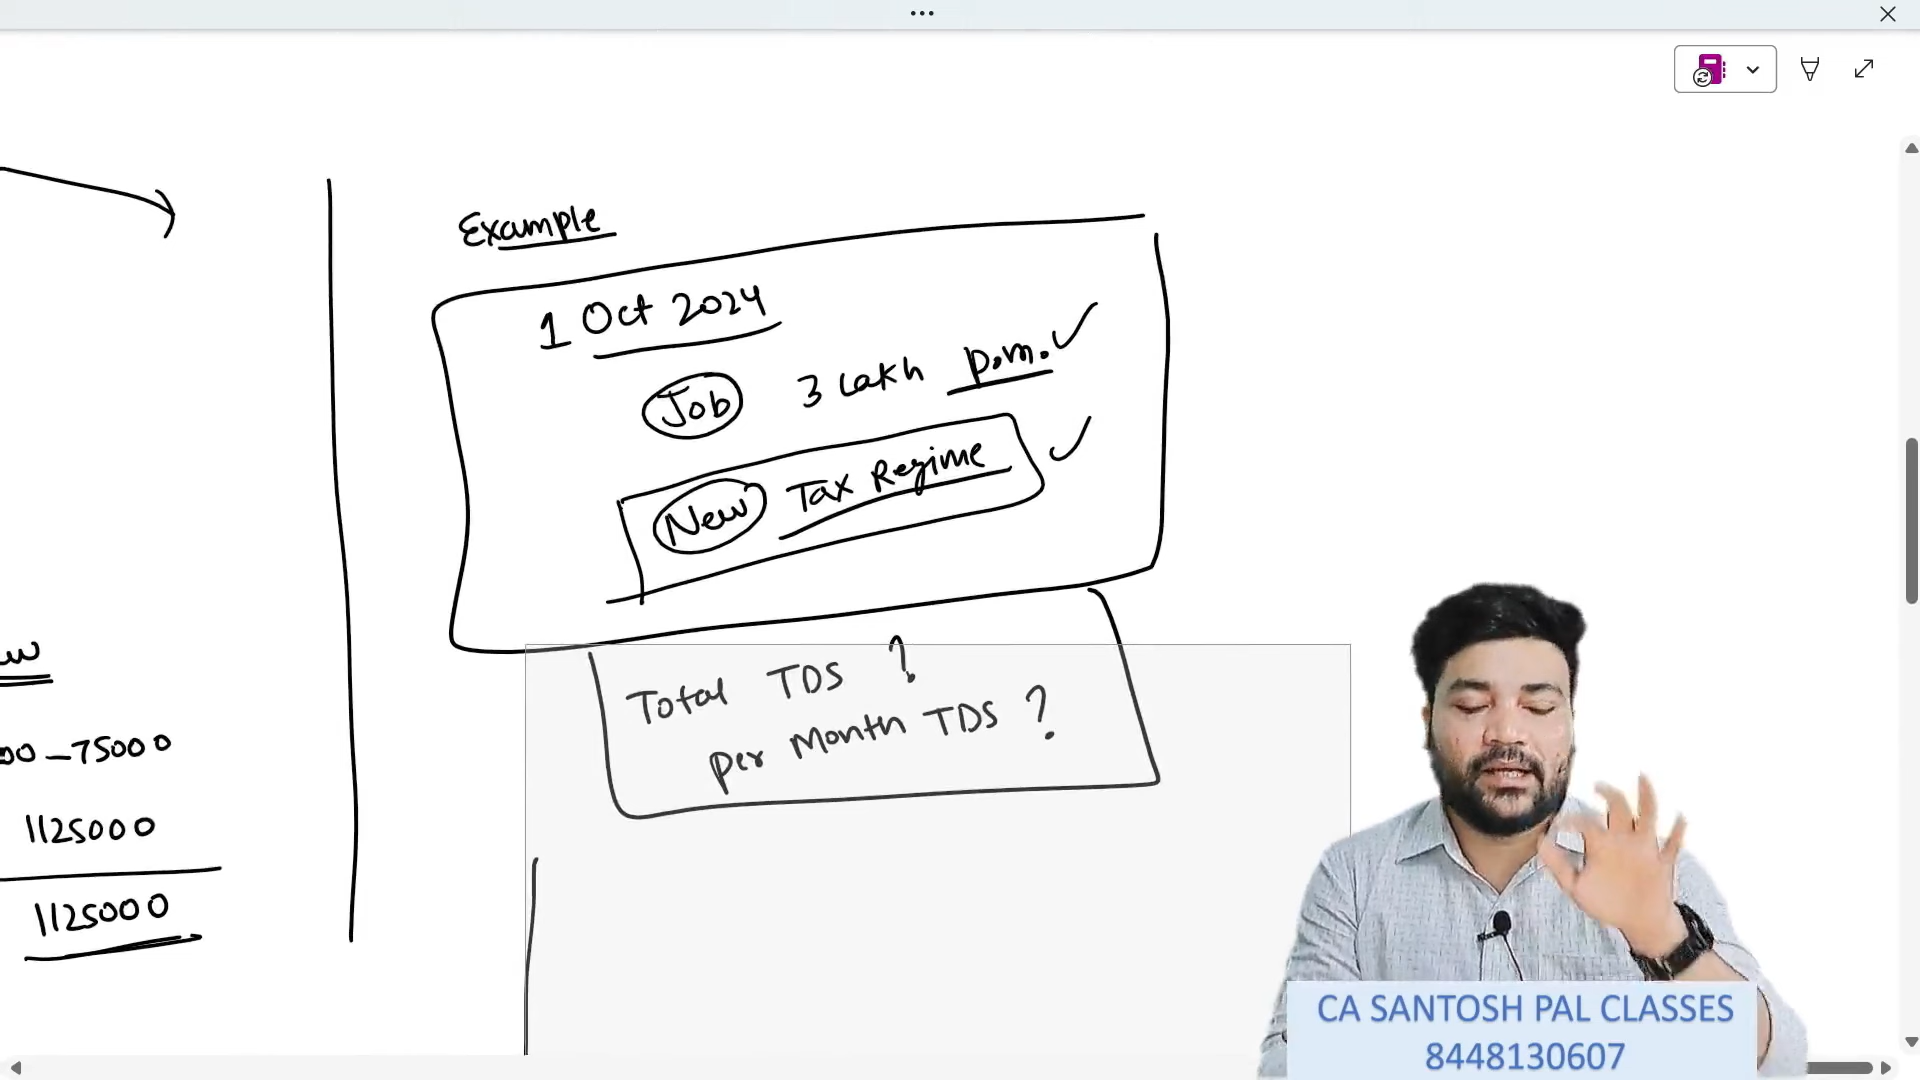 Example
1 Oct 2024
Job 3 Lakh p.m.
New Tax Regime
Total TDS ?
per Month TDS ?
00 - 75000
1125000
1125000
CA SANTOSH PAL CLASSES
8448130607